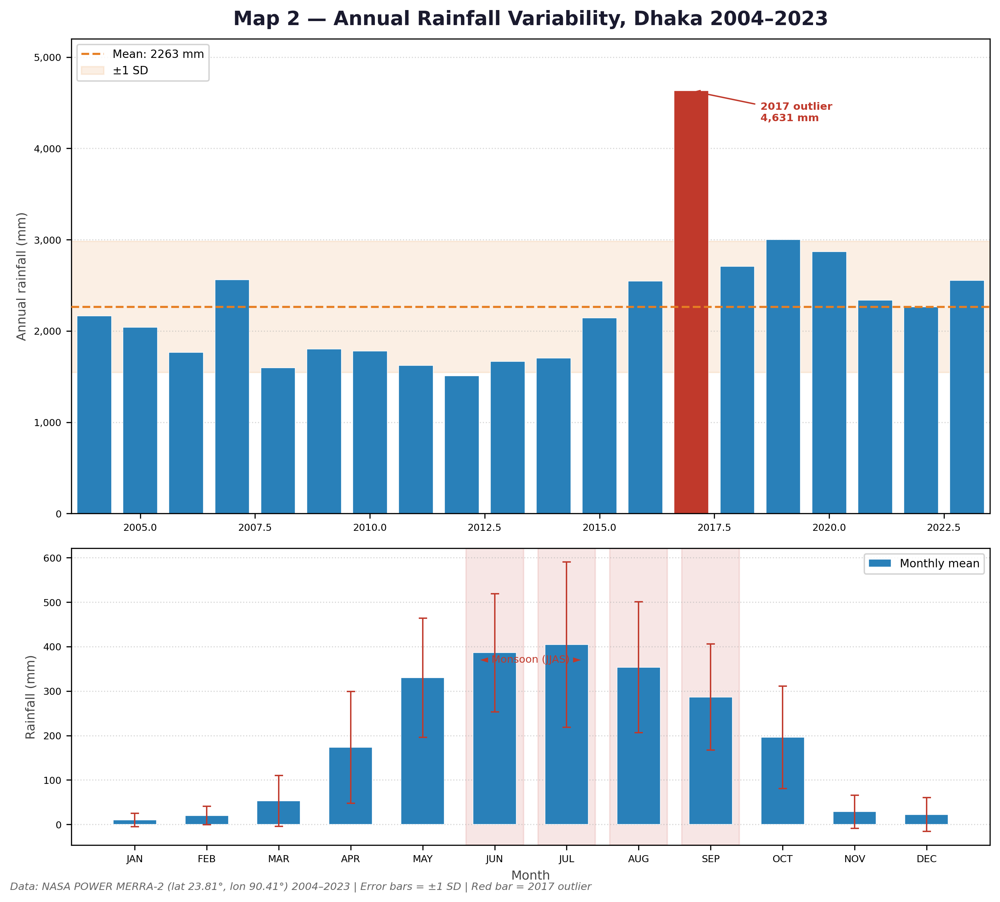 Map 2 — Annual Rainfall Variability, Dhaka 2004–2023
Mean: 2263 mm
±1 SD
2017 outlier
4,631 mm
Annual rainfall (mm)
5,000
4,000
3,000
2,000
1,000
0
2005.0 2007.5 2010.0 2012.5 2015.0 2017.5 2020.0 2022.5
Monthly mean
◄ Monsoon (JJAS) ►
Rainfall (mm)
600
500
400
300
200
100
0
JAN FEB MAR APR MAY JUN JUL AUG SEP OCT NOV DEC
Month
Data: NASA POWER MERRA-2 (lat 23.81°, lon 90.41°) 2004–2023 | Error bars = ±1 SD | Red bar = 2017 outlier